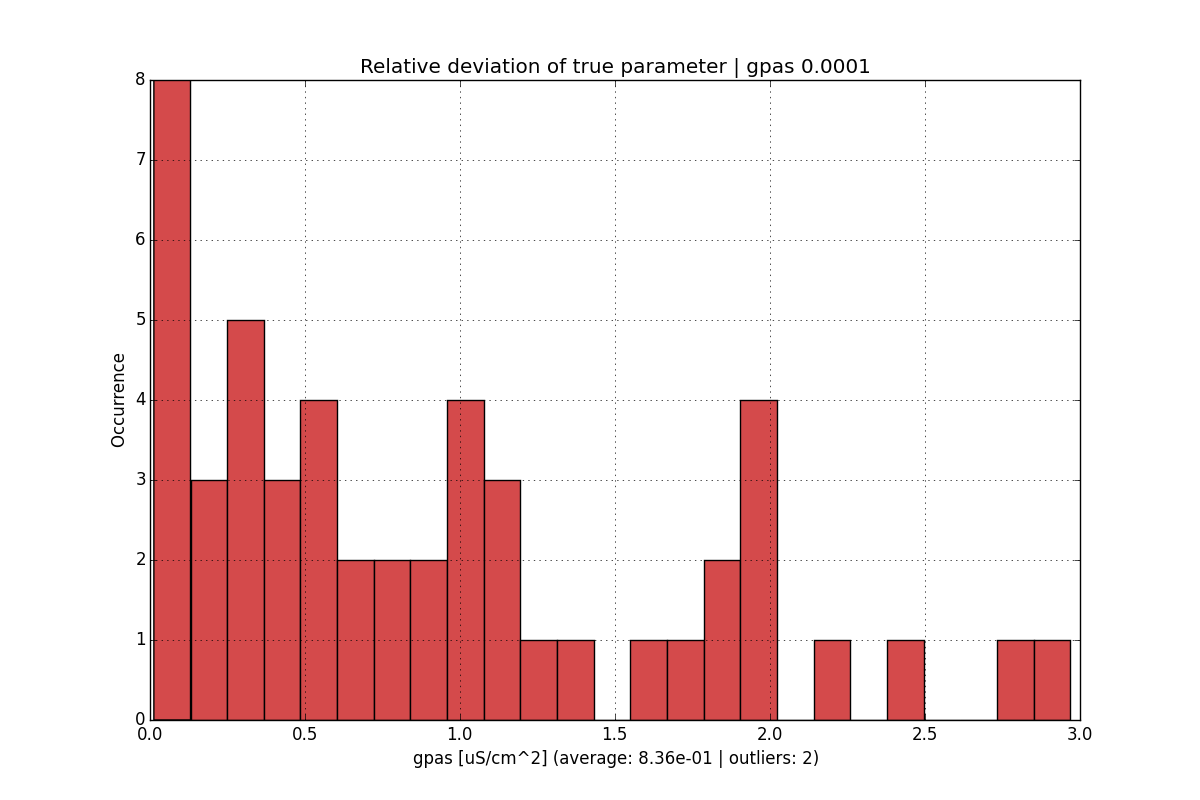 Relative deviation of true parameter | gpas 0.0001
8
7
6
5
4
3
2
1
0
Occurrence
0.0 0.5 1.0 1.5 2.0 2.5 3.0
gpas [uS/cm^2] (average: 8.36e-01 | outliers: 2)